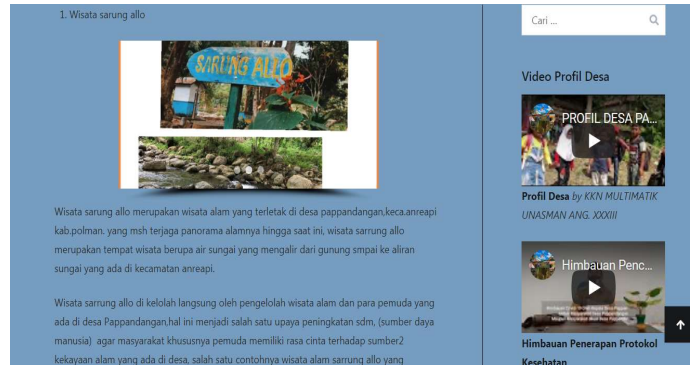 1. Wisata sarung allo
SARUNG ALLO
Wisata sarung allo merupakan wisata alam yang terletak di desa pappandangan,keca.anreapi
kab.polman. yang msh terjaga panorama alamnya hingga saat ini, wisata sarrung allo
merupakan tempat wisata berupa air sungai yang mengalir dari gunung smpai ke aliran
sungai yang ada di kecamatan anreapi.
Wisata sarrung allo di kelolah langsung oleh pengelolah wisata alam dan para pemuda yang
ada di desa Pappandangan,hal ini menjadi salah satu upaya peningkatan sdm, (sumber daya
manusia) agar masyarakat khususnya pemuda memiliki rasa cinta terhadap sumber2
kekayaan alam yang ada di desa, salah satu contohnya wisata alam sarrung allo yang
Cari ...
Video Profil Desa
PROFIL DESA PA...
Profil Desa by KKN MULTIMATIK
UNASMAN ANG. XXXIII
Himbauan Penc...
Himbauan Penerapan Protokol
Kesehatan